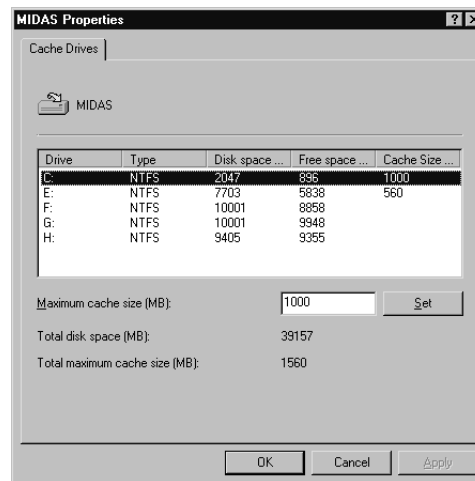 MIDAS Properties
Cache Drives
MIDAS
Drive Type Disk space ... Free space ... Cache Size ...
C: NTFS 2047 896 1000
E: NTFS 7703 5838 560
F: NTFS 10001 8858
G: NTFS 10001 9948
H: NTFS 9405 9355
Maximum cache size (MB): 1000 Set
Total disk space (MB): 39157
Total maximum cache size (MB): 1560
OK Cancel Apply